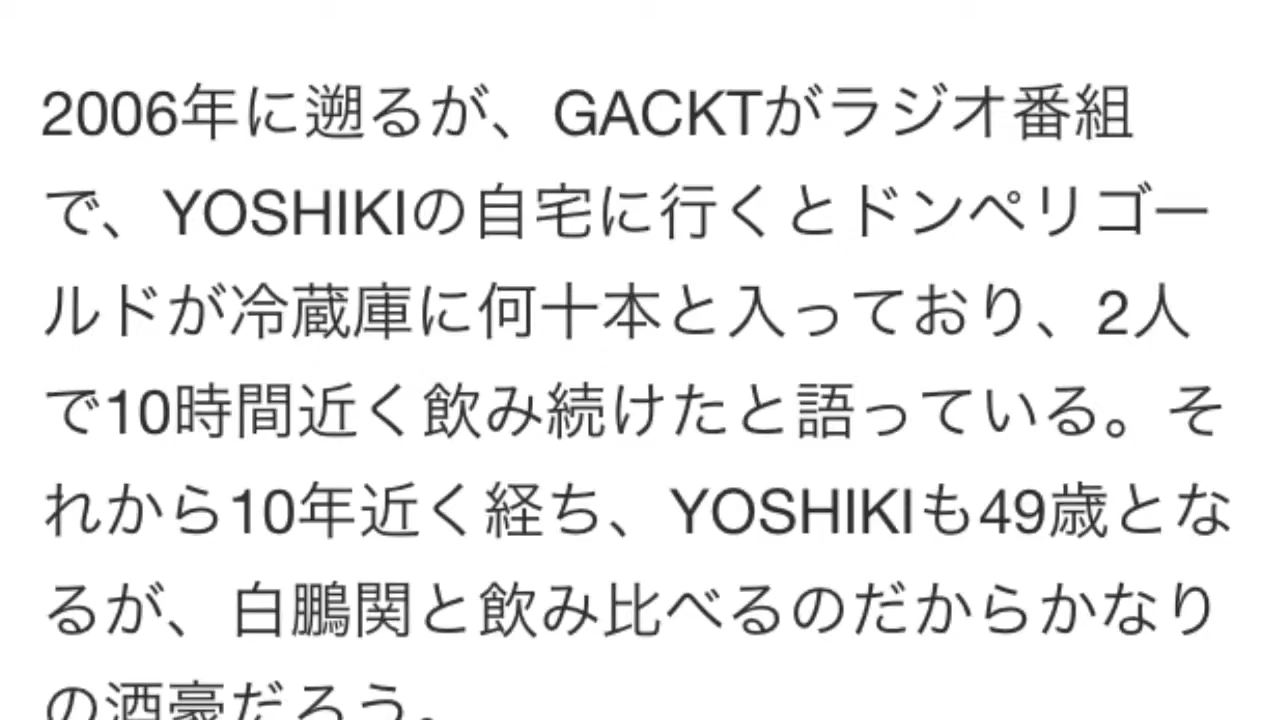 2006年に遡るが、GACKTがラジオ番組
で、YOSHIKIの自宅に行くとドンペリゴー
ルドが冷蔵庫に何十本と入っており、2人
で10時間近く飲み続けたと語っている。そ
れから10年近く経ち、YOSHIKIも49歳とな
るが、白鵬関と飲み比べるのだからかなり
の酒豪だろう。